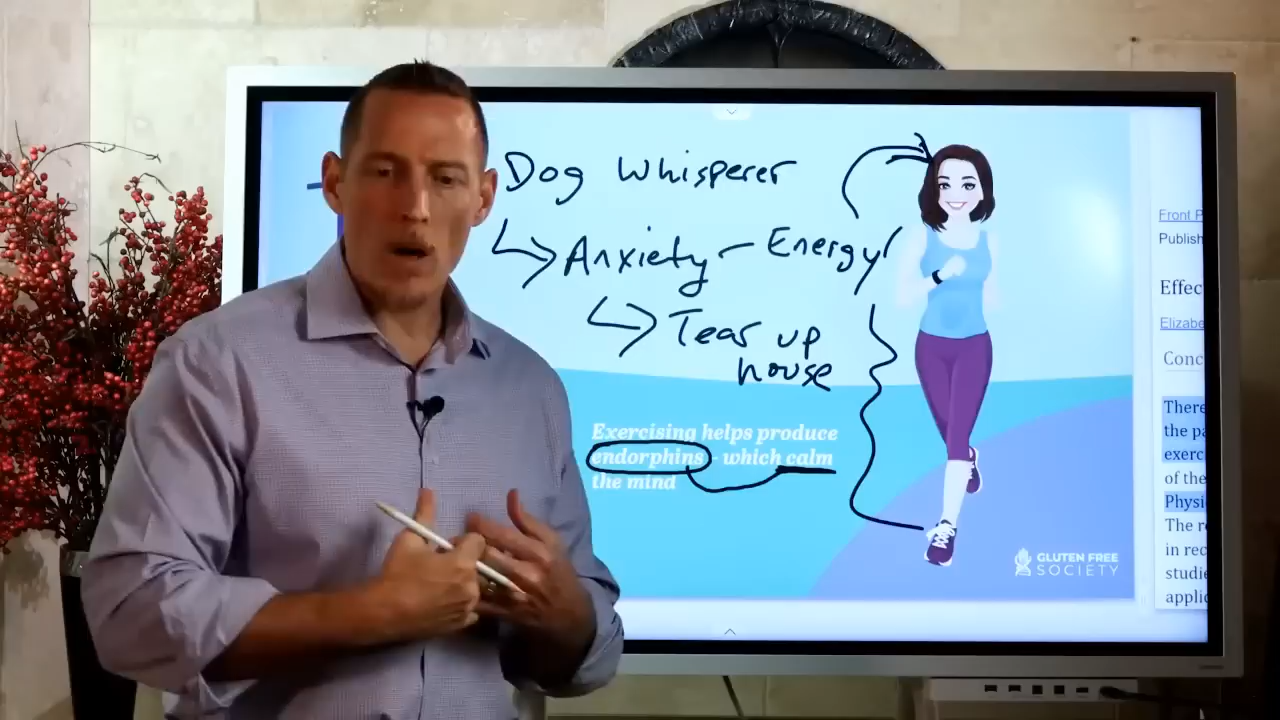 Dog Whisperer
Anxiety - Energy
Tear up
house
Exercising helps produce
endorphins - which calm
the mind
GLUTEN FREE
SOCIETY
Front P
Publish
Effec
Elizabe
Conc
There
the pa
exerc
of the
Physi
The r
in rec
studie
applic